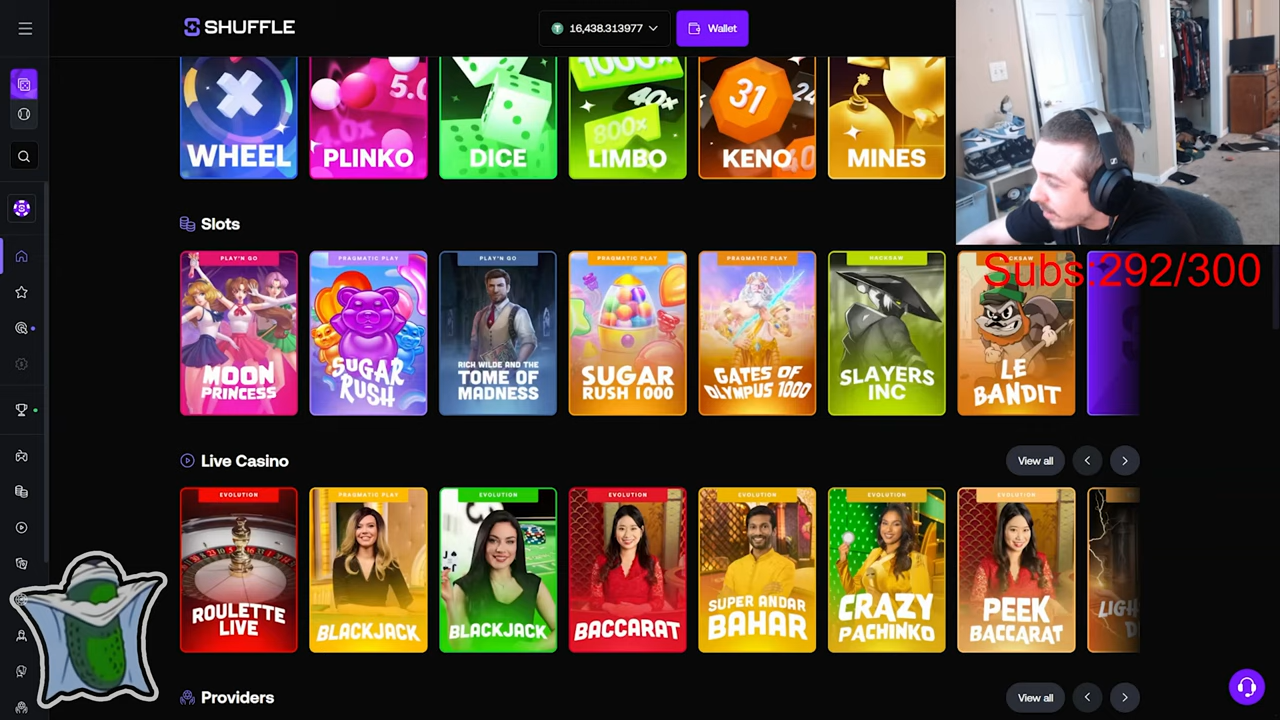 SHUFFLE
16,438.313977
Wallet
WHEEL
PLINKO
DICE
LIMBO
KENO
MINES
5.0
4.0x
1000x
40x
800x
31
24
Slots
PLAY'N GO
MOON
PRINCESS
PRAGMATIC PLAY
SUGAR
RUSH
PLAY'N GO
RICH WILDE AND THE
TOME OF
MADNESS
PRAGMATIC PLAY
SUGAR
RUSH 1000
PRAGMATIC PLAY
GATES OF
OLYMPUS 1000
HACKSAW
SLAYERS
INC
LE
BANDIT
Subs:292/300
Live Casino
View all
EVOLUTION
ROULETTE
LIVE
PRAGMATIC PLAY
BLACKJACK
EVOLUTION
BLACKJACK
EVOLUTION
BACCARAT
EVOLUTION
SUPER ANDAR
BAHAR
EVOLUTION
CRAZY
PACHINKO
EVOLUTION
PEEK
BACCARAT
Providers
View all